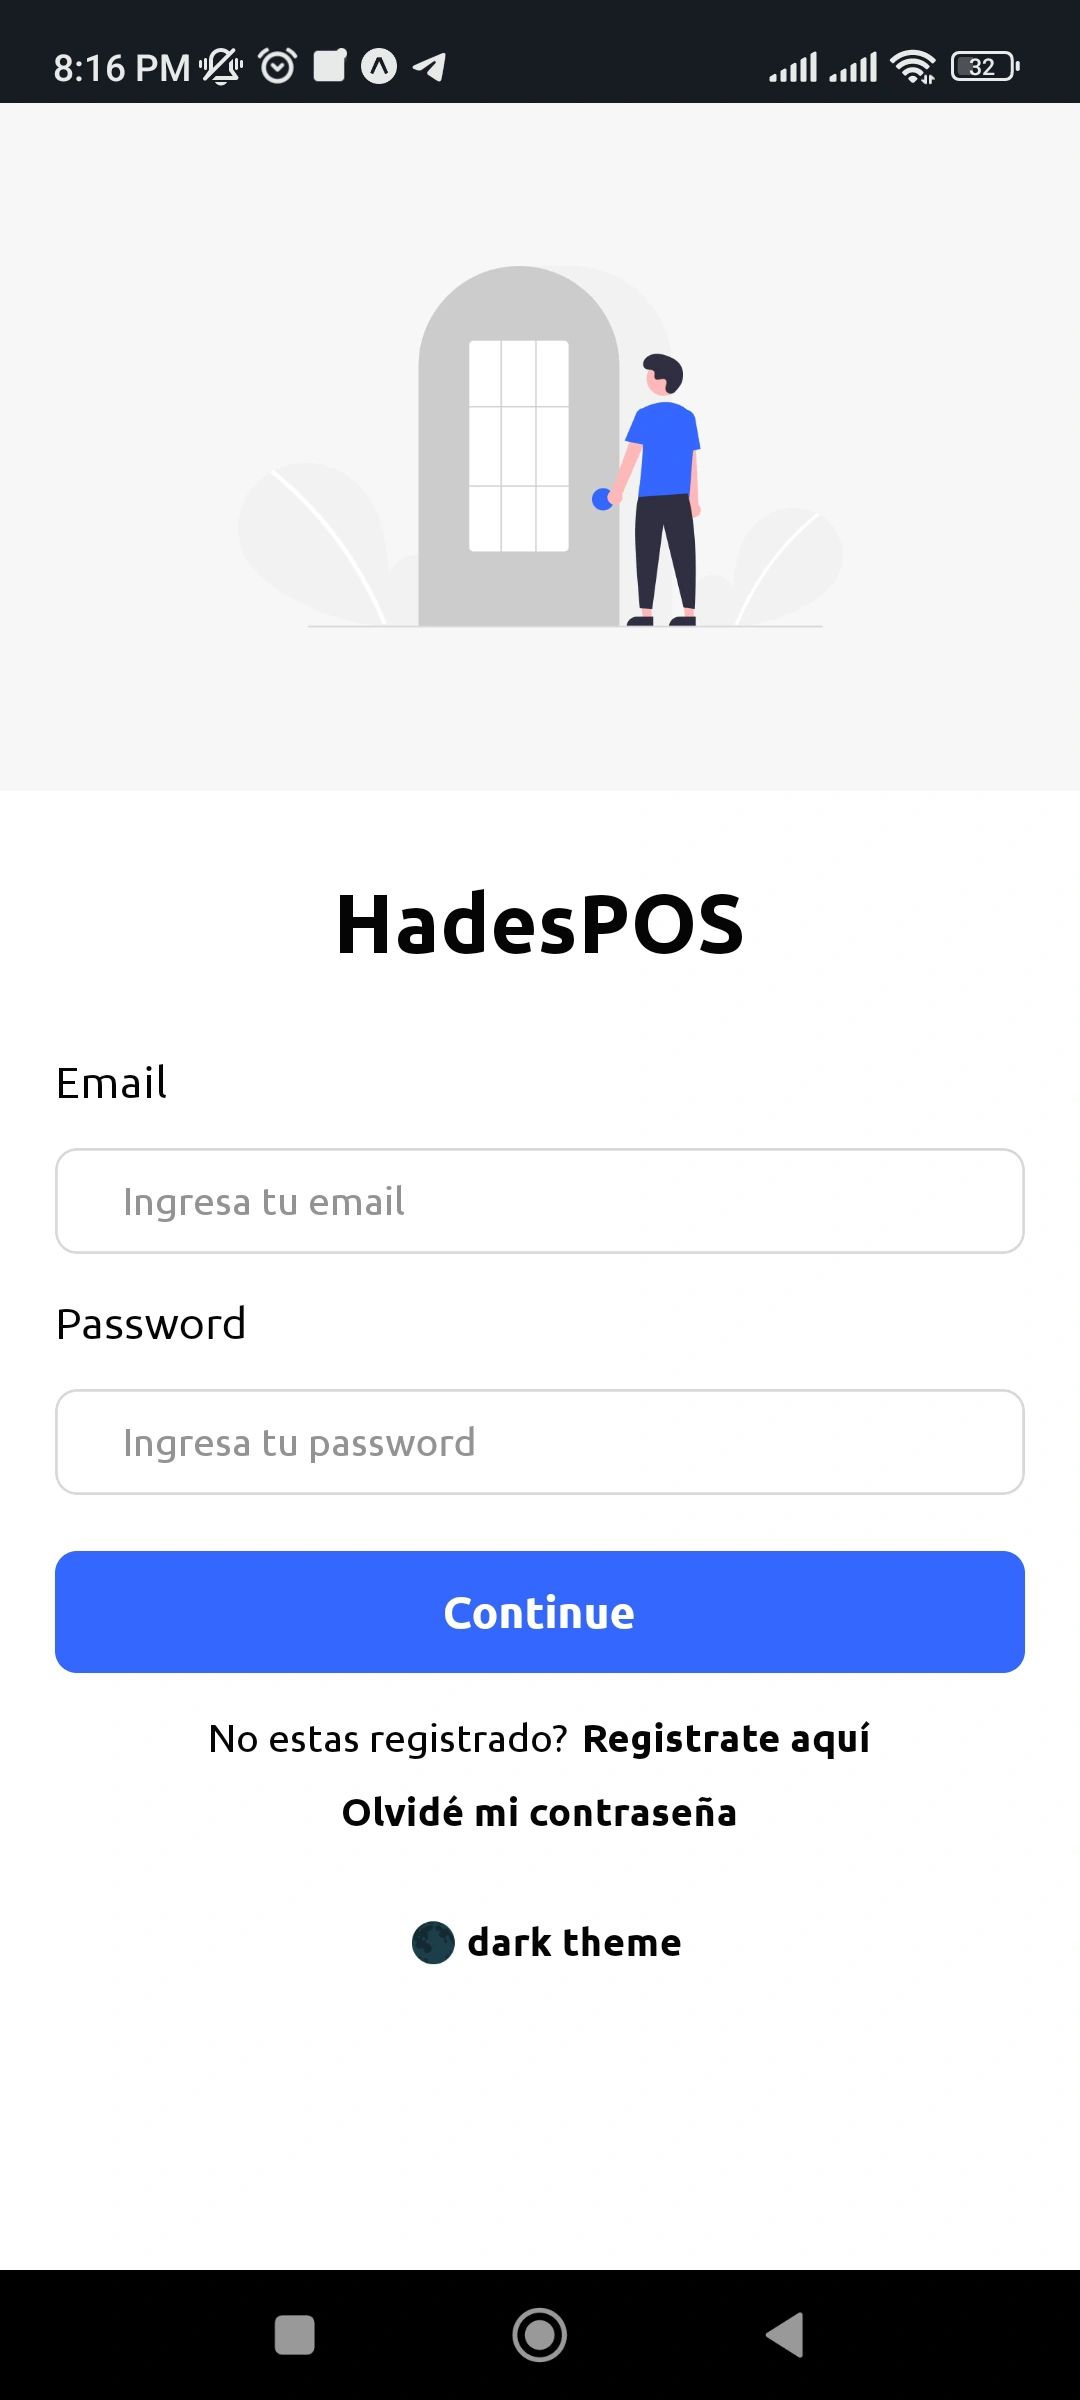 8:16 PM
32
HadesPOS
Email
Ingresa tu email
Password
Ingresa tu password
Continue
No estas registrado? Registrate aquí
Olvidé mi contraseña
dark theme